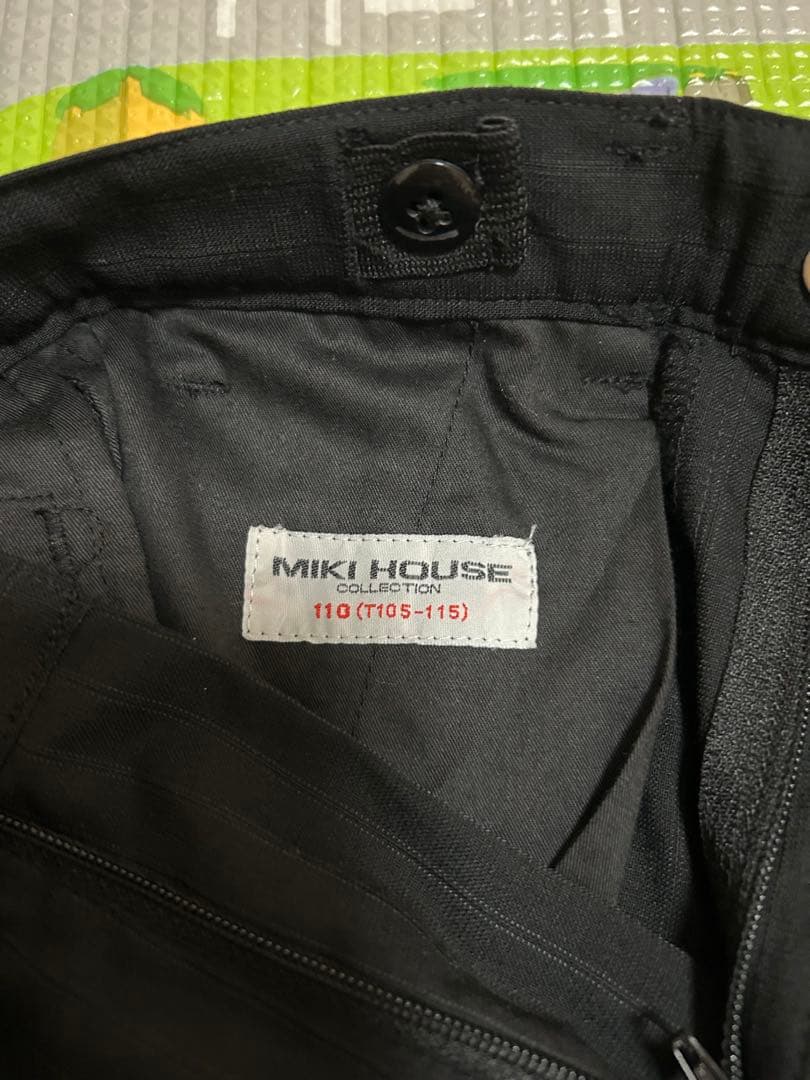 MIKI HOUSE
COLLECTION
110 (T105-115)